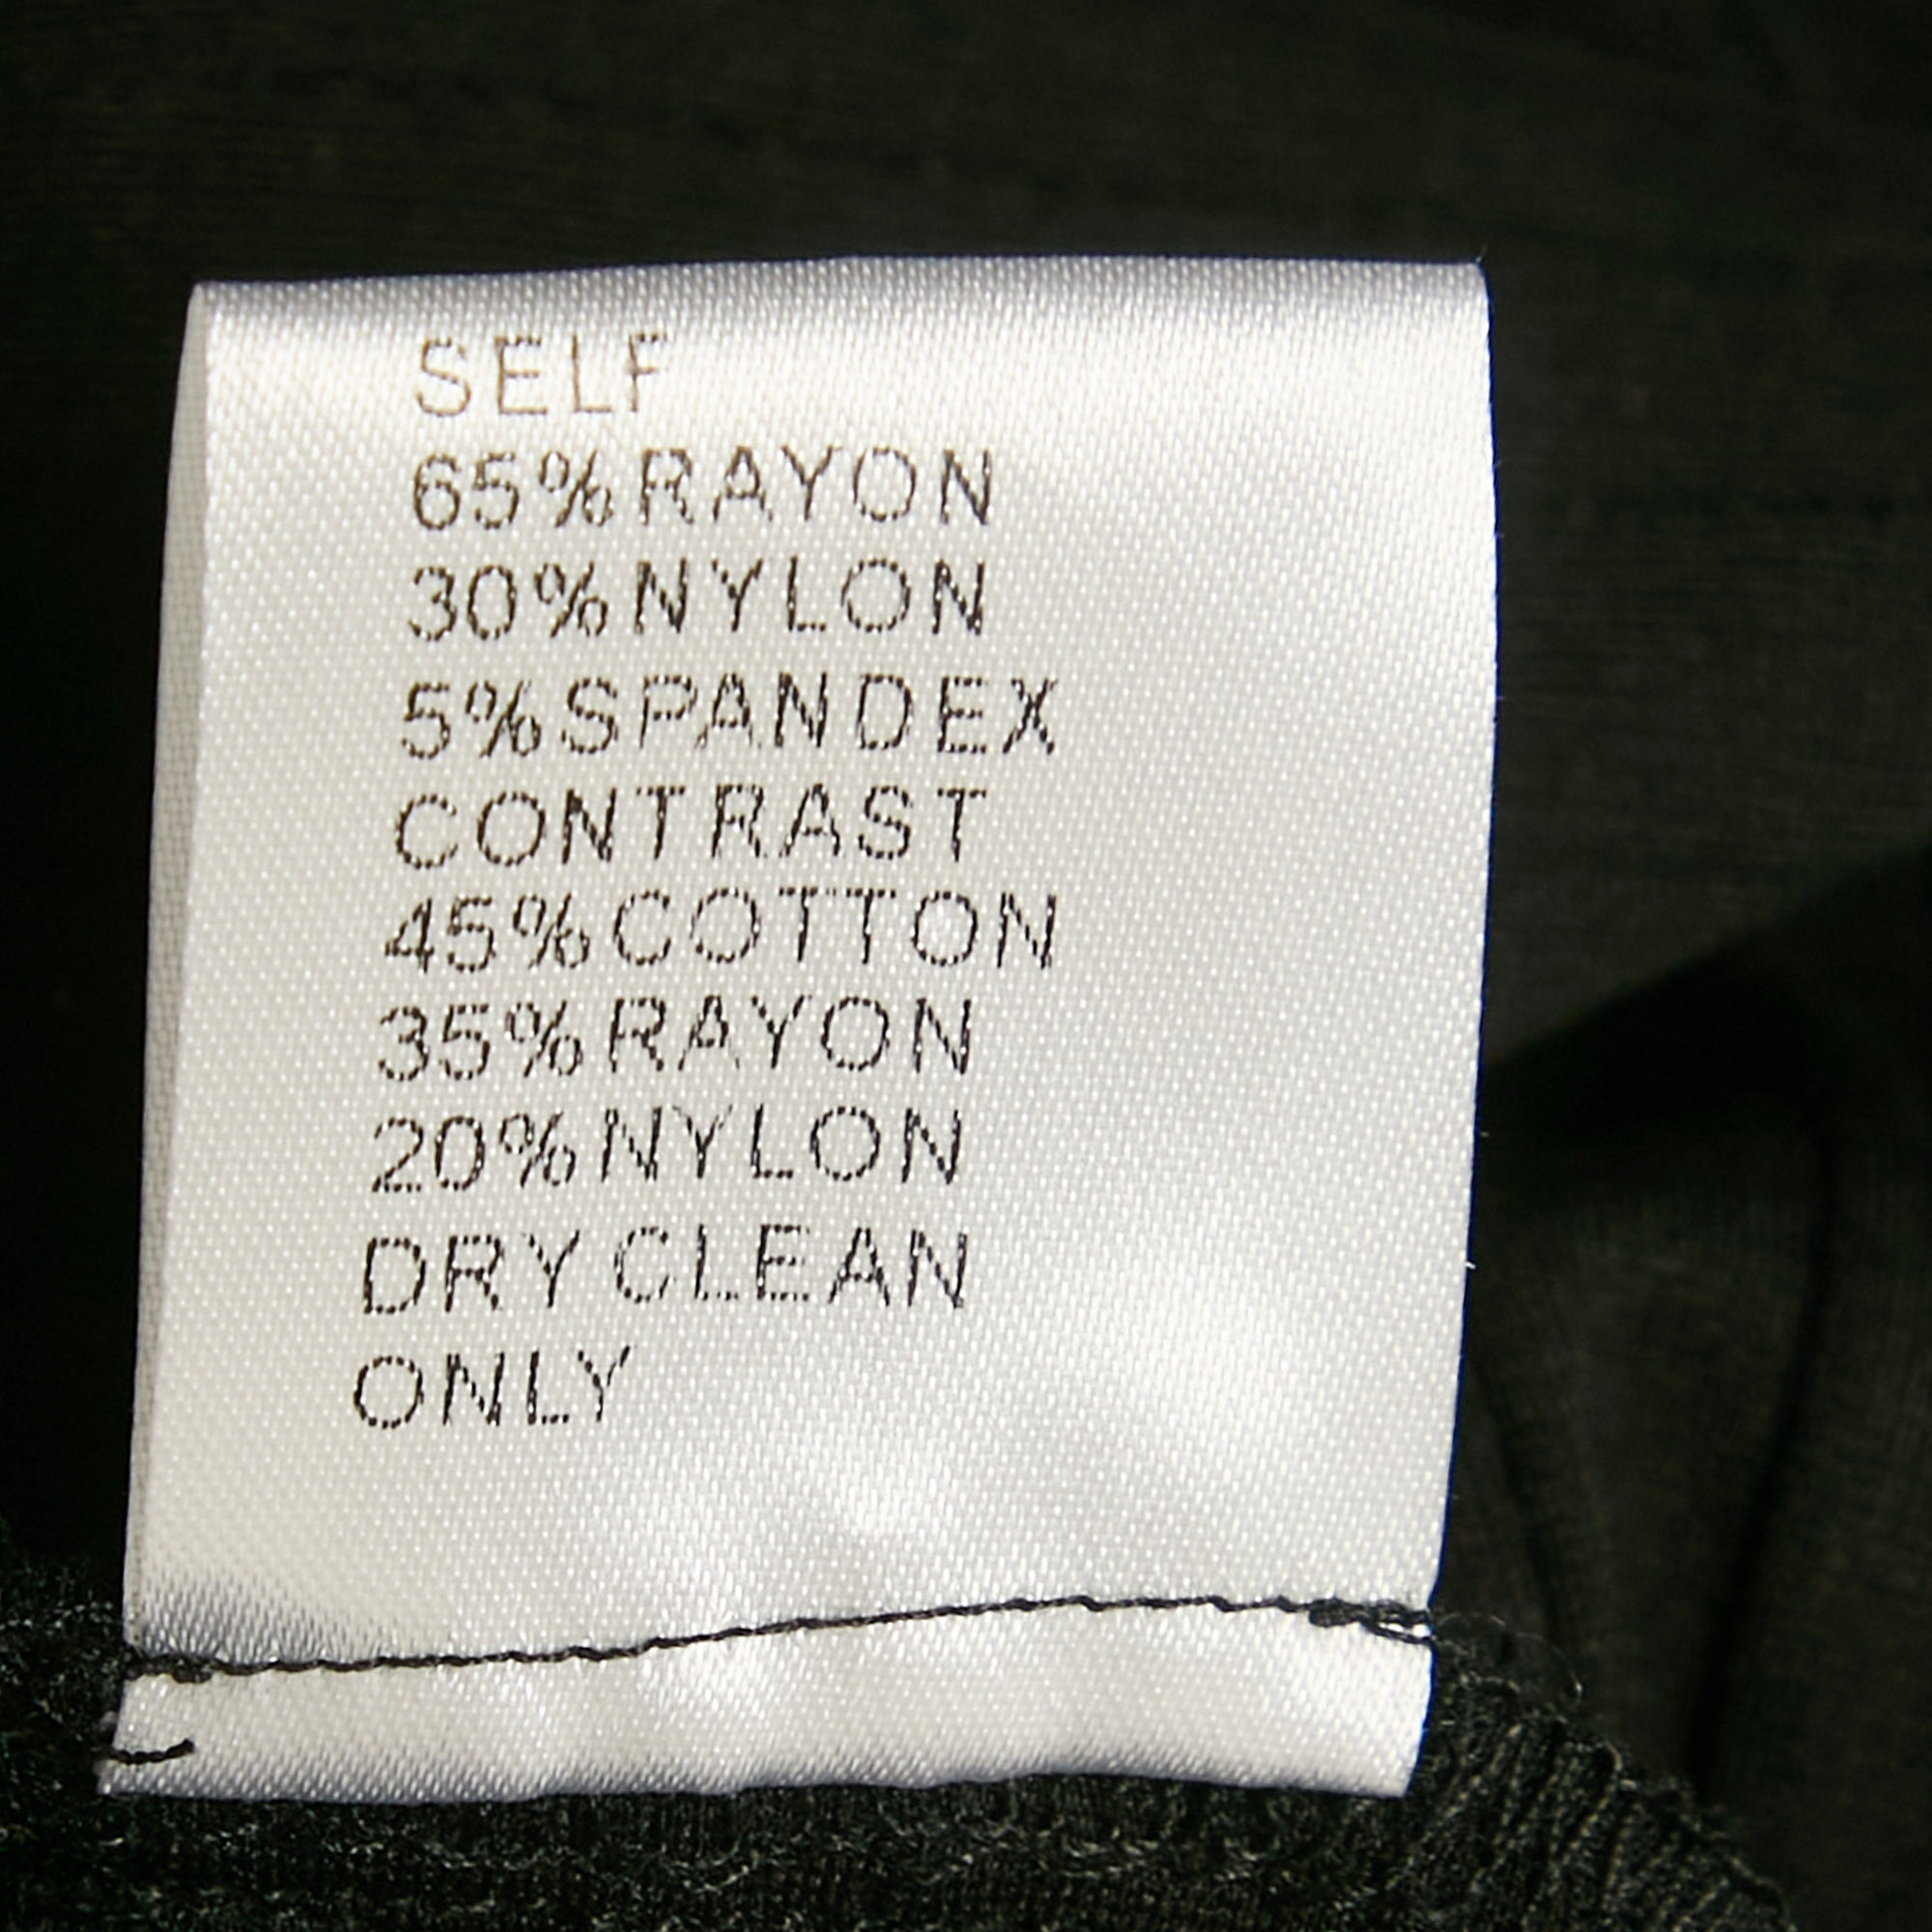 SELF
65% RAYON
30% NYLON
5% SPANDEX
CONTRAST
45% COTTON
35% RAYON
20% NYLON
DRY CLEAN
ONLY